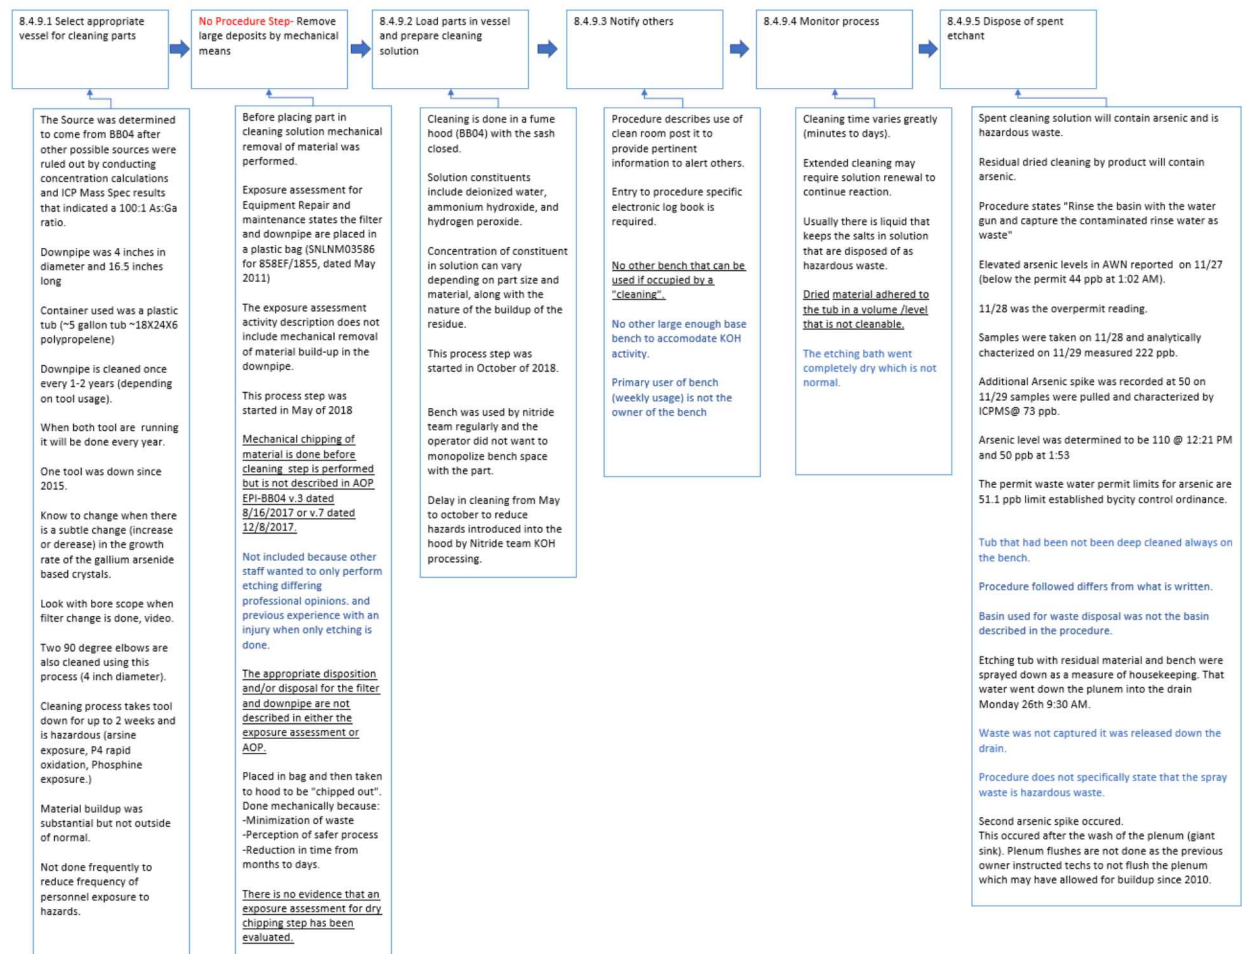 8.4.9.1 Select appropriate
vessel for cleaning parts
No Procedure Step- Remove
large deposits by mechanical
means
8.4.9.2 Load parts in vessel
and prepare cleaning
solution
8.4.9.3 Notify others
8.4.9.4 Monitor process
8.4.9.5 Dispose of spent
etchant
The Source was determined
to come from BB04 after
other possible sources were
ruled out by conducting
concentration calculations
and ICP Mass Spec results
that indicated a 100:1 As:Ga
ratio.
Downpipe was 4 inches in
diameter and 16.5 inches
long
Container used was a plastic
tub (~5 gallon tub ~18X24X6
polypropelene)
Downpipe is cleaned once
every 1-2 years (depending
on tool usage).
When both tool are running
it will be done every year.
One tool was down since
2015.
Know to change when there
is a subtle change (increase
or derease) in the growth
rate of the gallium arsenide
based crystals.
Look with bore scope when
filter change is done, video.
Two 90 degree elbows are
also cleaned using this
process (4 inch diameter).
Cleaning process takes tool
down for up to 2 weeks and
is hazardous (arsine
exposure, P4 rapid
oxidation, Phosphine
exposure.)
Material buildup was
substantial but not outside
of normal.
Not done frequently to
reduce frequency of
personnel exposure to
hazards.
Before placing part in
cleaning solution mechanical
removal of material was
performed.
Exposure assessment for
Equipment Repair and
maintenance states the filter
and downpipe are placed in
a plastic bag (SNLNM03586
for 858EF/1855, dated May
2011)
The exposure assessment
activity description does not
include mechanical removal
of material build-up in the
downpipe.
This process step was
started in May of 2018
Mechanical chipping of
material is done before
cleaning step is performed
but is not described in AOP
EPI-BB04 v.3 dated
8/16/2017 or v.7 dated
12/8/2017.
Not included because other
staff wanted to only perform
etching differing
professional opinions. and
previous experience with an
injury when only etching is
done.
The appropriate disposition
and/or disposal for the filter
and downpipe are not
described in either the
exposure assessment or
AOP.
Placed in bag and then taken
to hood to be "chipped out".
Done mechanically because:
-Minimization of waste
-Perception of safer process
-Reduction in time from
months to days.
There is no evidence that an
exposure assessment for dry
chipping step has been
evaluated.
Cleaning is done in a fume
hood (BB04) with the sash
closed.
Solution constituents
include deionized water,
ammonium hydroxide, and
hydrogen peroxide.
Concentration of constituent
in solution can vary
depending on part size and
material, along with the
nature of the buildup of the
residue.
This process step was
started in October of 2018.
Bench was used by nitride
team regularly and the
operator did not want to
monopolize bench space
with the part.
Delay in cleaning from May
to october to reduce
hazards introduced into the
hood by Nitride team KOH
processing.
Procedure describes use of
clean room post it to
provide pertinent
information to alert others.
Entry to procedure specific
electronic log book is
required.
No other bench that can be
used if occupied by a
"cleaning".
No other large enough base
bench to accomodate KOH
activity.
Primary user of bench
(weekly usage) is not the
owner of the bench
Cleaning time varies greatly
(minutes to days).
Extended cleaning may
require solution renewal to
continue reaction.
Usually there is liquid that
keeps the salts in solution
that are disposed of as
hazardous waste.
Dried material adhered to
the tub in a volume /level
that is not cleanable.
The etching bath went
completely dry which is not
normal.
Spent cleaning solution will contain arsenic and is
hazardous waste.
Residual dried cleaning by product will contain
arsenic.
Procedure states "Rinse the basin with the water
gun and capture the contaminated rinse water as
waste"
Elevated arsenic levels in AWN reported on 11/27
(below the permit 44 ppb at 1:02 AM).
11/28 was the overpermit reading.
Samples were taken on 11/28 and analytically
chacterized on 11/29 measured 222 ppb.
Additional Arsenic spike was recorded at 50 on
11/29 samples were pulled and characterized by
ICPMS@ 73 ppb.
Arsenic level was determined to be 110 @ 12:21 PM
and 50 ppb at 1:53
The permit waste water permit limits for arsenic are
51.1 ppb limit established bycity control ordinance.
Tub that had been not been deep cleaned always on
the bench.
Procedure followed differs from what is written.
Basin used for waste disposal was not the basin
described in the procedure.
Etching tub with residual material and bench were
sprayed down as a measure of housekeeping. That
water went down the plunem into the drain
Monday 26th 9:30 AM.
Waste was not captured it was released down the
drain.
Procedure does not specifically state that the spray
waste is hazardous waste.
Second arsenic spike occured.
This occured after the wash of the plenum (giant
sink). Plenum flushes are not done as the previous
owner instructed techs to not flush the plenum
which may have allowed for buildup since 2010.